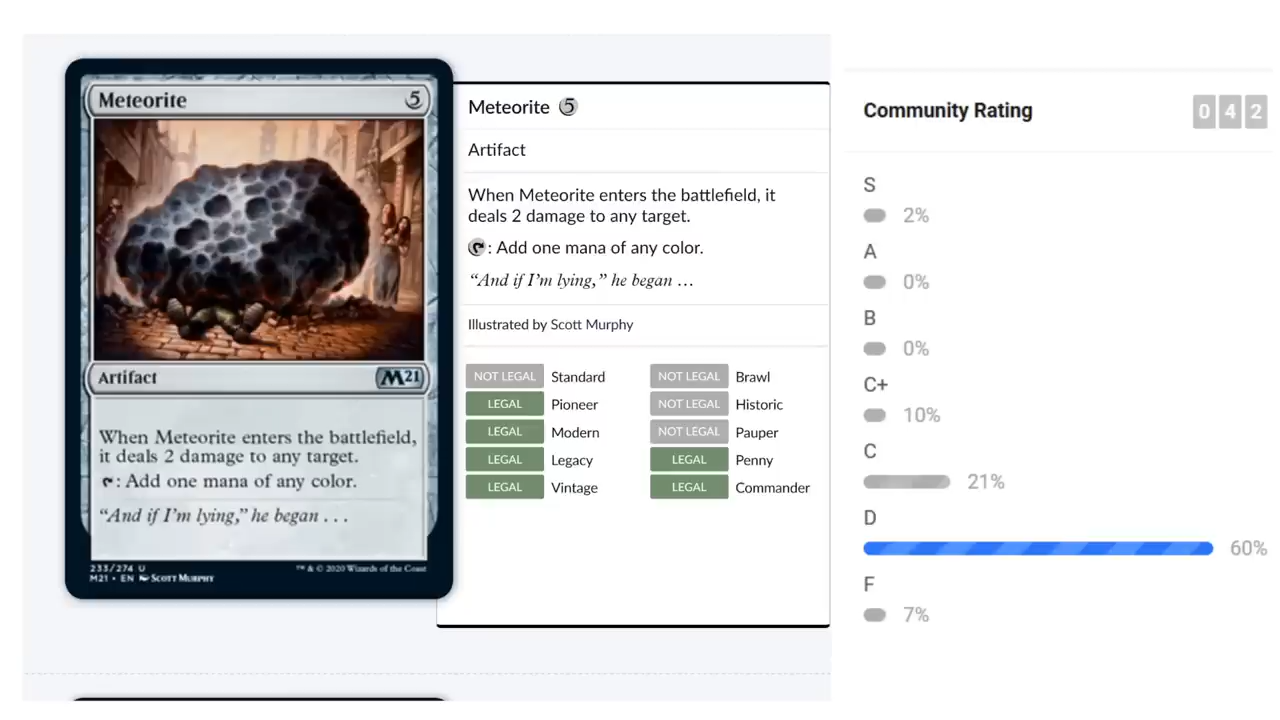 Meteorite 5
Artifact M21
When Meteorite enters the battlefield,
it deals 2 damage to any target.
: Add one mana of any color.
“And if I’m lying,” he began . . .
233/274 U
M21 • EN Scott Murphy
™ & © 2020 Wizards of the Coast
Meteorite 5
Artifact
When Meteorite enters the battlefield, it
deals 2 damage to any target.
: Add one mana of any color.
“And if I’m lying,” he began …
Illustrated by Scott Murphy
NOT LEGAL Standard NOT LEGAL Brawl
LEGAL Pioneer NOT LEGAL Historic
LEGAL Modern NOT LEGAL Pauper
LEGAL Legacy LEGAL Penny
LEGAL Vintage LEGAL Commander
Community Rating 042
S
2%
A
0%
B
0%
C+
10%
C
21%
D
60%
F
7%